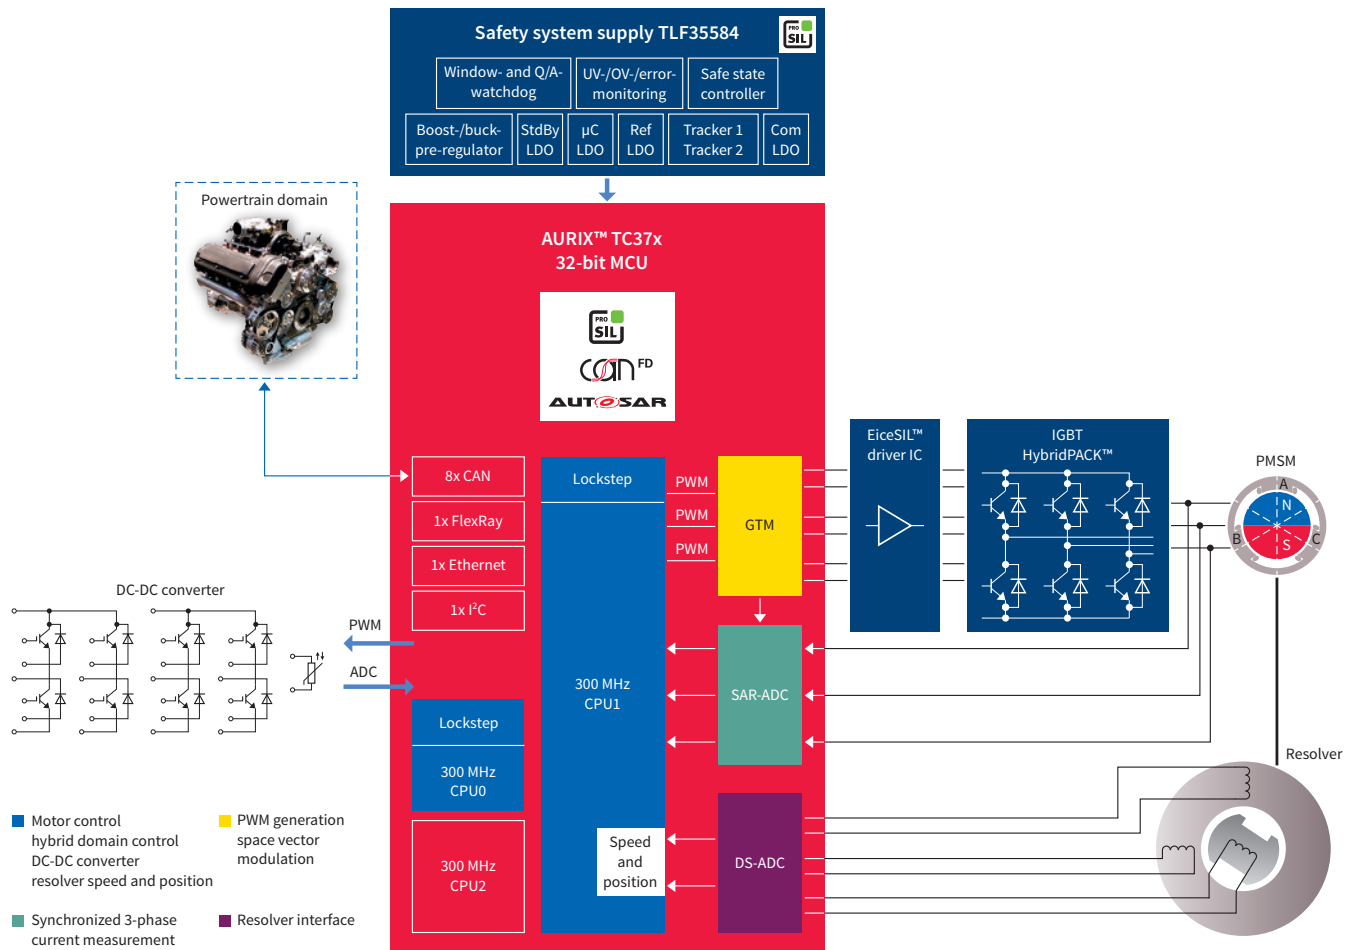 Safety system supply TLF35584
PRO
SIL
Window- and Q/A-
watchdog
UV-/OV-/error-
monitoring
Safe state
controller
Boost-/buck-
pre-regulator
StdBy
LDO
µC
LDO
Ref
LDO
Tracker 1
Tracker 2
Com
LDO
Powertrain domain
AURIX™ TC37x
32-bit MCU
PRO
SIL
CAN FD
AUTOSAR
8x CAN
1x FlexRay
1x Ethernet
1x I²C
Lockstep
300 MHz
CPU1
PWM
PWM
PWM
GTM
EiceSIL™
driver IC
IGBT
HybridPACK™
PMSM
A
N
B
C
S
DC-DC converter
PWM
ADC
SAR-ADC
Lockstep
300 MHz
CPU0
300 MHz
CPU2
Speed
and
position
DS-ADC
Resolver
Motor control
hybrid domain control
DC-DC converter
resolver speed and position
PWM generation
space vector
modulation
Synchronized 3-phase
current measurement
Resolver interface